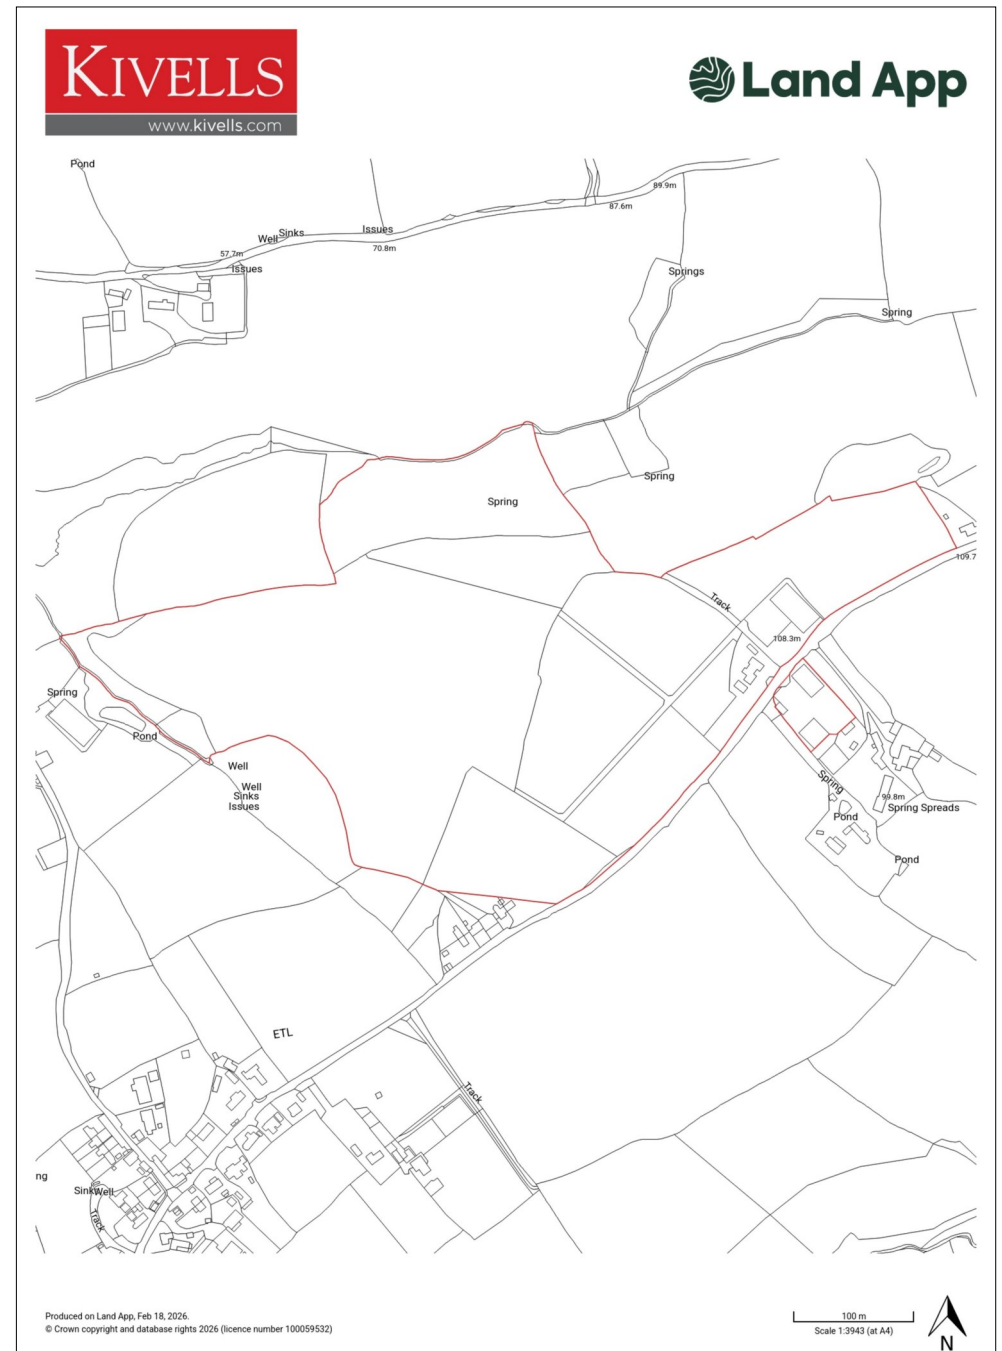 KIVELLS
www.kivells.com
Land App
Pond
89.9m
87.6m
Issues
Sinks
Well
70.8m
57.7m
Issues
Springs
Spring
Spring
Spring
109.7
Track
108.3m
Spring
Pond
Well
Well
Sinks
Issues
Spring
99.8m
Spring Spreads
Pond
Pond
ETL
Track
ng
Sinks
Well
Track
Produced on Land App, Feb 18, 2026.
© Crown copyright and database rights 2026 (licence number 100059532)
100 m
Scale 1:3943 (at A4)
N